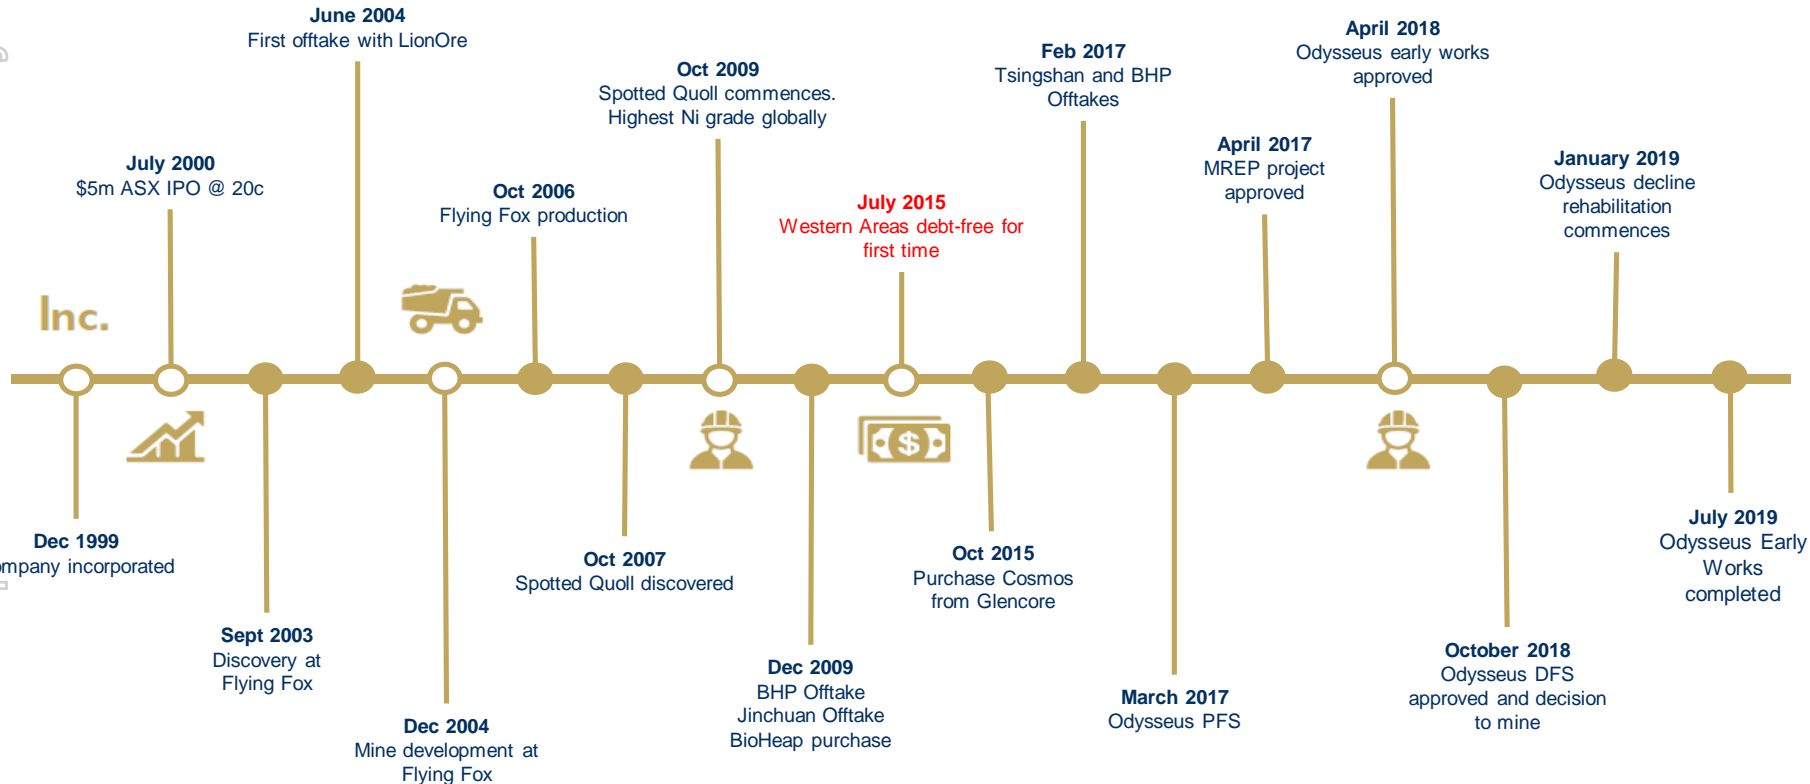 Inc.
Dec 1999
ompany incorporated
July 2000
$5m ASX IPO @ 20c
Sept 2003
Discovery at
Flying Fox
June 2004
First offtake with LionOre
Dec 2004
Mine development at
Flying Fox
Oct 2006
Flying Fox production
Oct 2007
Spotted Quoll discovered
Oct 2009
Spotted Quoll commences.
Highest Ni grade globally
Dec 2009
BHP Offtake
Jinchuan Offtake
BioHeap purchase
July 2015
Western Areas debt-free for
first time
$
Oct 2015
Purchase Cosmos
from Glencore
Feb 2017
Tsingshan and BHP
Offtakes
March 2017
Odysseus PFS
April 2017
MREP project
approved
April 2018
Odysseus early works
approved
October 2018
Odysseus DFS
approved and decision
to mine
January 2019
Odysseus decline
rehabilitation
commences
July 2019
Odysseus Early
Works
completed